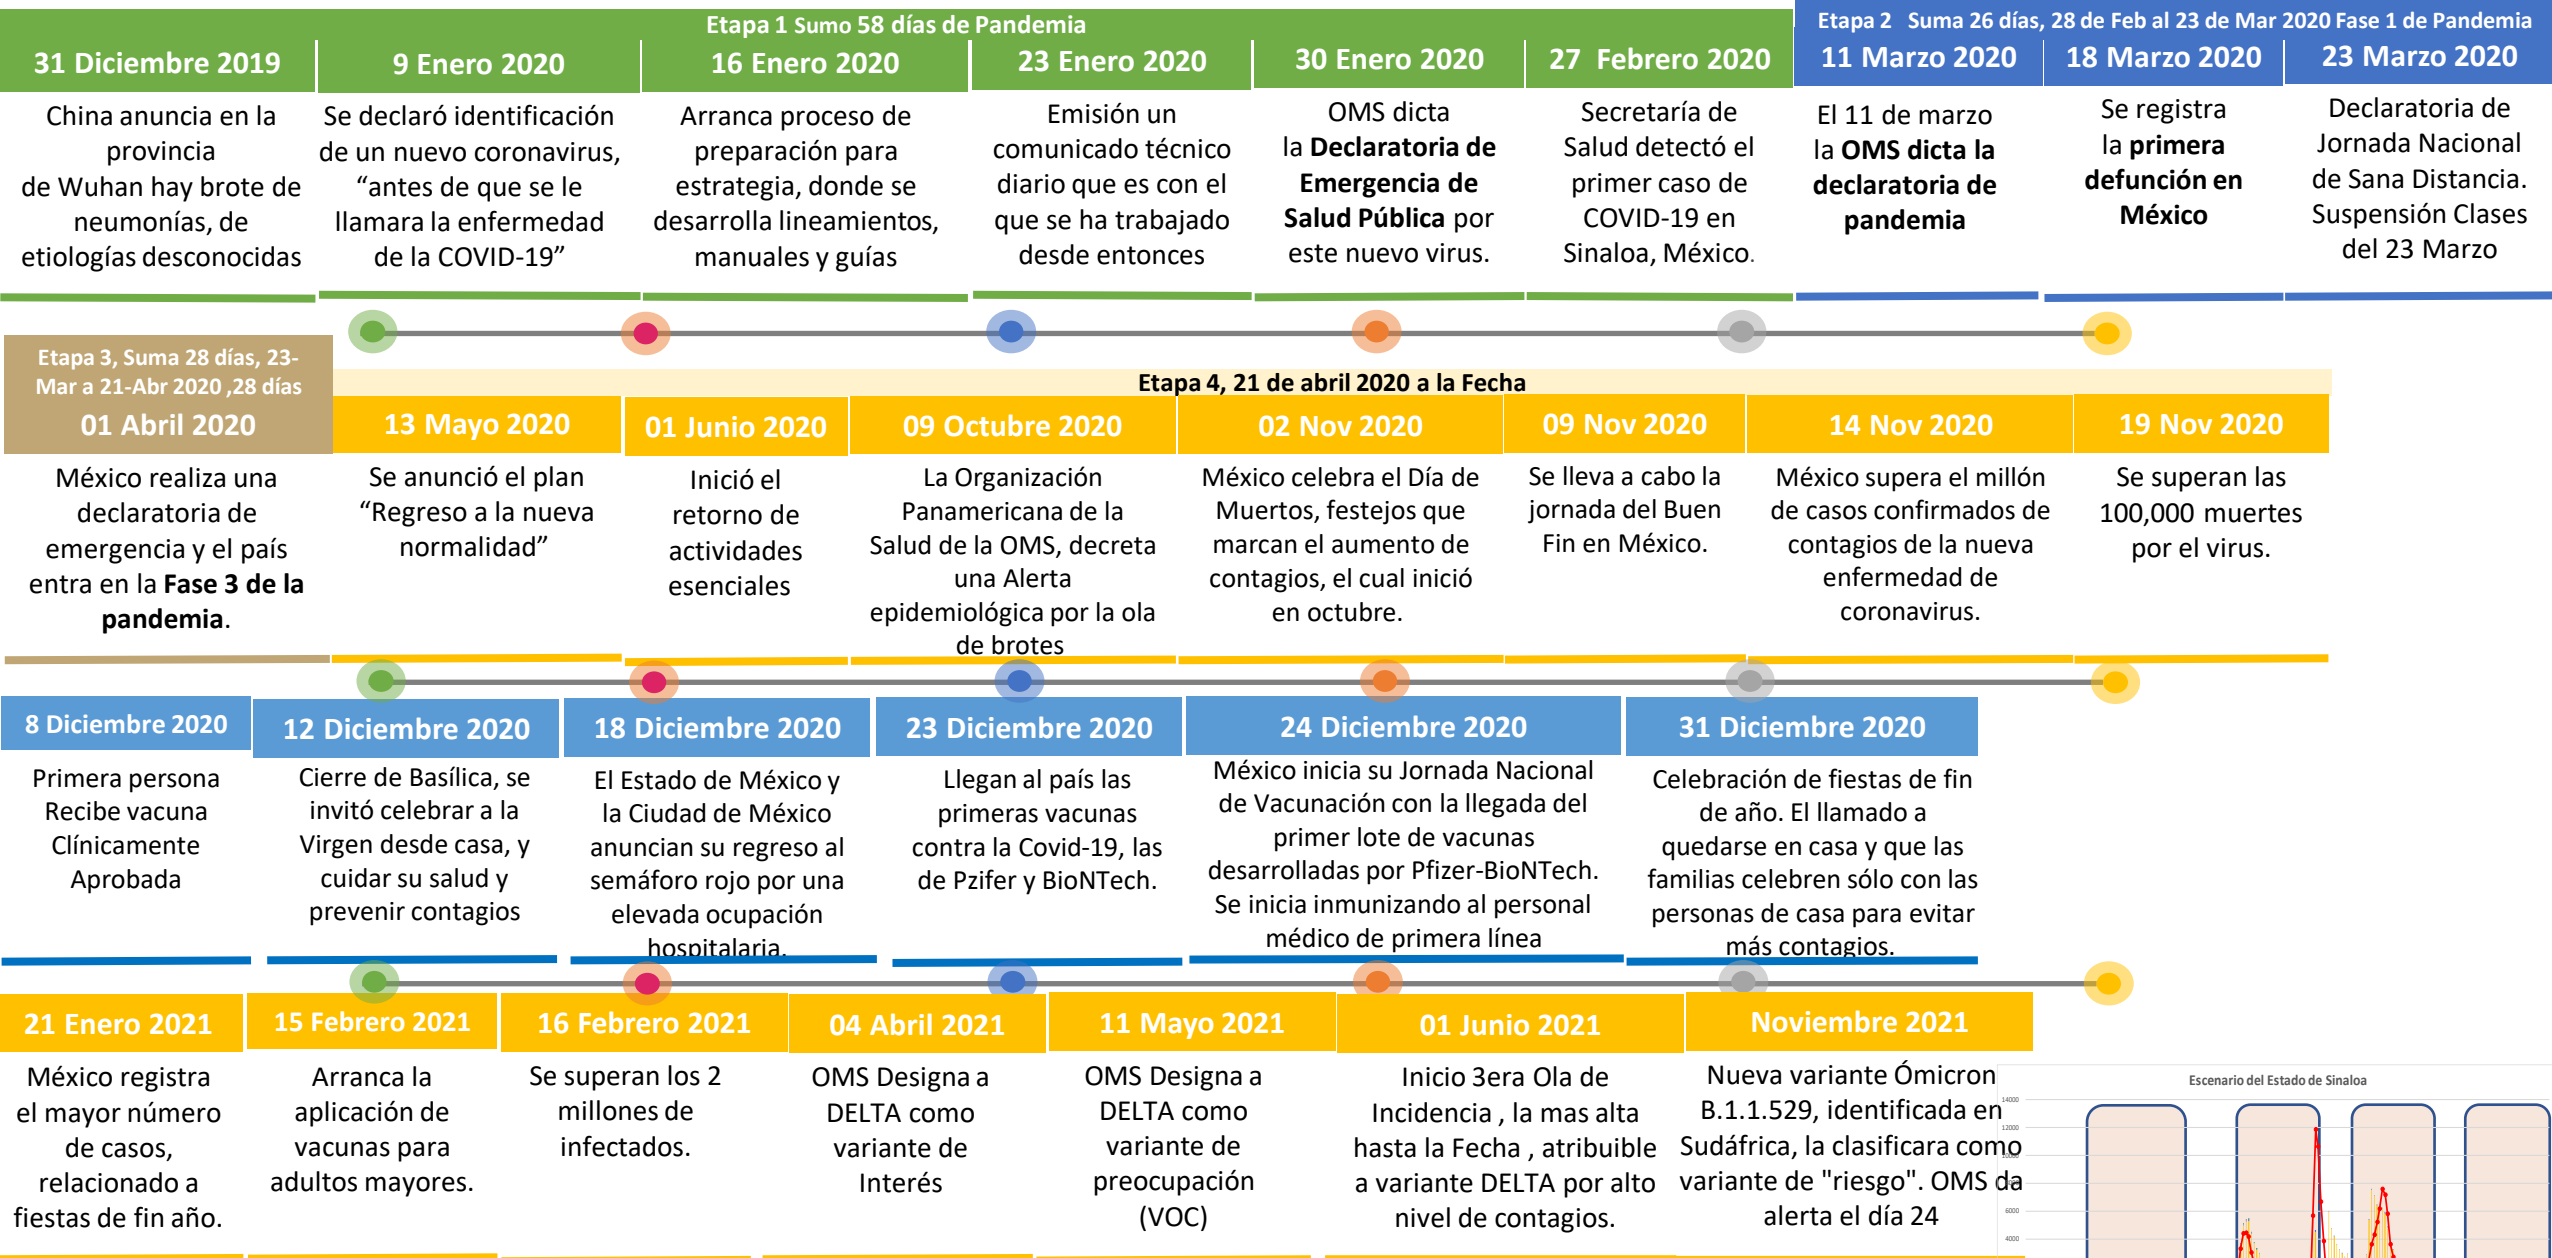 Etapa 1 Sumo 58 días de Pandemia
Etapa 2 Suma 26 días, 28 de Feb al 23 de Mar 2020 Fase 1 de Pandemia
31 Diciembre 2019
China anuncia en la
provincia
de Wuhan hay brote de
neumonías, de
etiologías desconocidas
9 Enero 2020
Se declaró identificación
de un nuevo coronavirus,
“antes de que se le
llamara la enfermedad
de la COVID-19”
16 Enero 2020
Arranca proceso de
preparación para
estrategia, donde se
desarrolla lineamientos,
manuales y guías
23 Enero 2020
Emisión un
comunicado técnico
diario que es con el
que se ha trabajado
desde entonces
30 Enero 2020
OMS dicta
la Declaratoria de
Emergencia de
Salud Pública por
este nuevo virus.
27 Febrero 2020
Secretaría de
Salud detectó el
primer caso de
COVID-19 en
Sinaloa, México.
11 Marzo 2020
El 11 de marzo
la OMS dicta la
declaratoria de
pandemia
18 Marzo 2020
Se registra
la primera
defunción en
México
23 Marzo 2020
Declaratoria de
Jornada Nacional
de Sana Distancia.
Suspensión Clases
del 23 Marzo
Etapa 3, Suma 28 días, 23-
Mar a 21-Abr 2020 ,28 días
01 Abril 2020
México realiza una
declaratoria de
emergencia y el país
entra en la Fase 3 de la
pandemia.
Etapa 4, 21 de abril 2020 a la Fecha
13 Mayo 2020
Se anunció el plan
“Regreso a la nueva
normalidad”
01 Junio 2020
Inició el
retorno de
actividades
esenciales
09 Octubre 2020
La Organización
Panamericana de la
Salud de la OMS, decreta
una Alerta
epidemiológica por la ola
de brotes
02 Nov 2020
México celebra el Día de
Muertos, festejos que
marcan el aumento de
contagios, el cual inició
en octubre.
09 Nov 2020
Se lleva a cabo la
jornada del Buen
Fin en México.
14 Nov 2020
México supera el millón
de casos confirmados de
contagios de la nueva
enfermedad de
coronavirus.
19 Nov 2020
Se superan las
100,000 muertes
por el virus.
8 Diciembre 2020
Primera persona
Recibe vacuna
Clínicamente
Aprobada
12 Diciembre 2020
Cierre de Basílica, se
invitó celebrar a la
Virgen desde casa, y
cuidar su salud y
prevenir contagios
18 Diciembre 2020
El Estado de México y
la Ciudad de México
anuncian su regreso al
semáforo rojo por una
elevada ocupación
hospitalaria.
23 Diciembre 2020
Llegan al país las
primeras vacunas
contra la Covid-19, las
de Pzifer y BioNTech.
24 Diciembre 2020
México inicia su Jornada Nacional
de Vacunación con la llegada del
primer lote de vacunas
desarrolladas por Pfizer-BioNTech.
Se inicia inmunizando al personal
médico de primera línea
31 Diciembre 2020
Celebración de fiestas de fin
de año. El llamado a
quedarse en casa y que las
familias celebren sólo con las
personas de casa para evitar
más contagios.
21 Enero 2021
México registra
el mayor número
de casos,
relacionado a
fiestas de fin año.
15 Febrero 2021
Arranca la
aplicación de
vacunas para
adultos mayores.
16 Febrero 2021
Se superan los 2
millones de
infectados.
04 Abril 2021
OMS Designa a
DELTA como
variante de
Interés
11 Mayo 2021
OMS Designa a
DELTA como
variante de
preocupación
(VOC)
01 Junio 2021
Inicio 3era Ola de
Incidencia , la mas alta
hasta la Fecha , atribuible
a variante DELTA por alto
nivel de contagios.
Noviembre 2021
Nueva variante Ómicron
B.1.1.529, identificada en
Sudáfrica, la clasificara como
variante de "riesgo". OMS da
alerta el día 24
Escenario del Estado de Sinaloa
14000
12000
10000
6000
4000